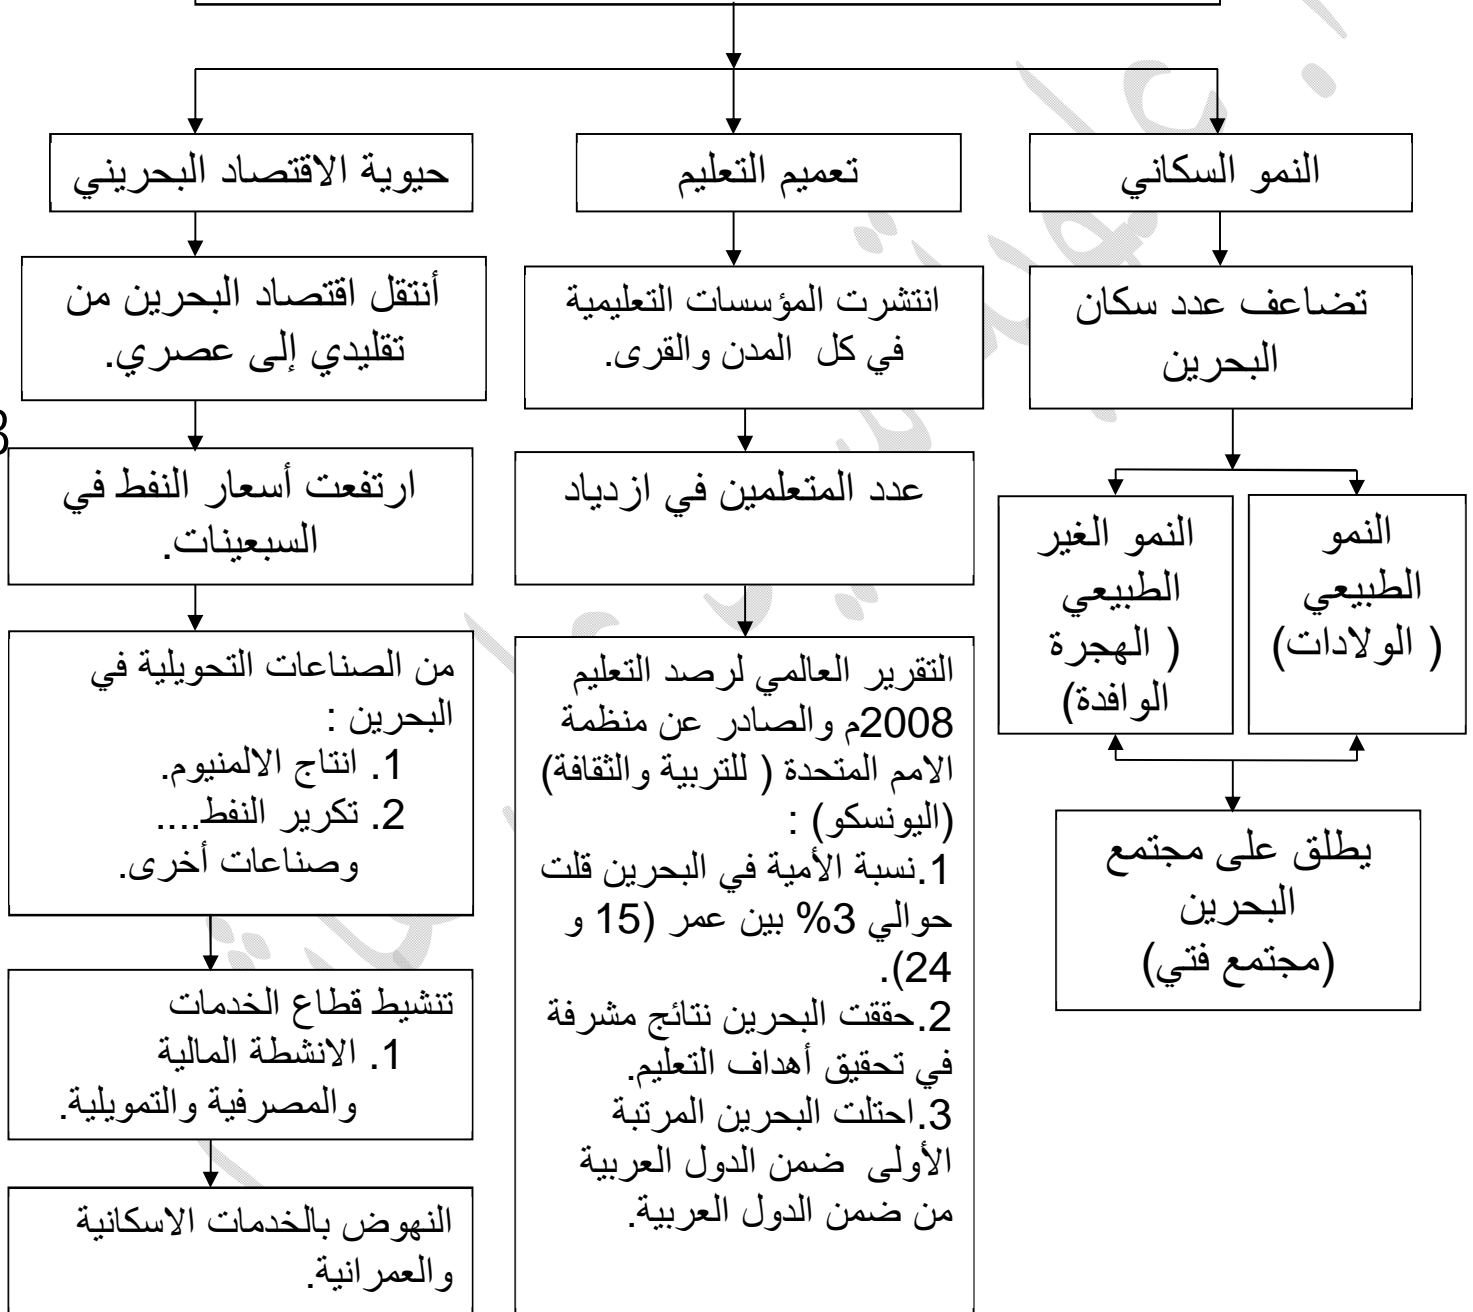 النمو السكاني
تعميم التعليم
حيوية الاقتصاد البحريني
تضاعف عدد سكان
البحرين
انتشرت المؤسسات التعليمية
في كل المدن والقرى.
أنتقل اقتصاد البحرين من
تقليدي إلى عصري.
النمو
الطبيعي
( الولادات)
النمو الغير
الطبيعي
( الهجرة
الوافدة)
يطلق على مجتمع
البحرين
(مجتمع فتي)
عدد المتعلمين في ازدياد
التقرير العالمي لرصد التعليم
2008م والصادر عن منظمة
الامم المتحدة ( للتربية والثقافة)
(اليونسكو) :
1.نسبة الأمية في البحرين قلت
حوالي 3% بين عمر (15 و
24).
2.حققت البحرين نتائج مشرفة
في تحقيق أهداف التعليم.
3.احتلت البحرين المرتبة
الأولى ضمن الدول العربية
من ضمن الدول العربية.
ارتفعت أسعار النفط في
السبعينات.
من الصناعات التحويلية في
البحرين :
1. انتاج الالمنيوم.
2. تكرير النفط....
وصناعات أخرى.
تنشيط قطاع الخدمات
1. الانشطة المالية
والمصرفية والتمويلية.
النهوض بالخدمات الاسكانية
والعمرانية.